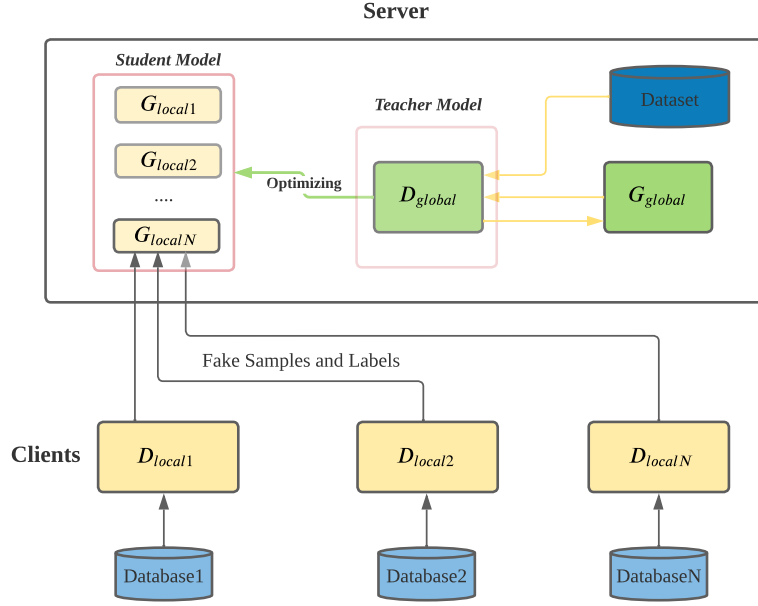 Server
Student Model
G_local1
G_local2
....
G_localN
Teacher Model
D_global
Optimizing
Dataset
G_global
Fake Samples and Labels
Clients
D_local1
D_local2
D_localN
Database1
Database2
DatabaseN